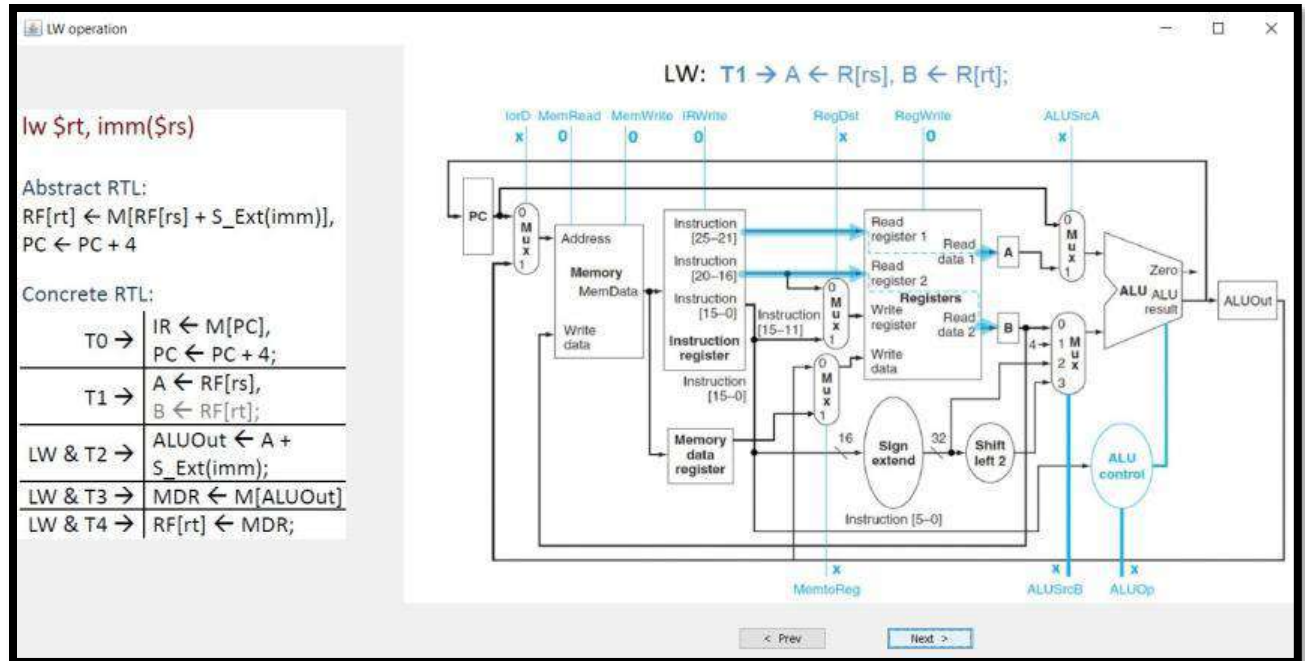 LW operation
lw $rt, imm($rs)
Abstract RTL:
RF[rt] ← M[RF[rs] + S_Ext(imm)],
PC ← PC + 4
Concrete RTL:
T0 → IR ← M[PC],
PC ← PC + 4;
T1 → A ← RF[rs],
B ← RF[rt];
LW & T2 → ALUOut ← A +
S_Ext(imm);
LW & T3 → MDR ← M[ALUOut]
LW & T4 → RF[rt] ← MDR;
LW: T1 → A ← R[rs], B ← R[rt];
IorD MemRead MemWrite IRWrite RegDst RegWrite ALUSrcA
x 0 0 0 x 0 x
PC
0
M
u
x
1
Address
Memory
MemData
Write
data
Instruction
[25–21]
Instruction
[20–16]
Instruction
[15–0]
Instruction
register
Instruction
[15–0]
Memory
data
register
Instruction
[15–11]
0
M
u
x
1
0
M
u
x
1
Read
register 1
Read
register 2
Registers
Write
register
Write
data
Read
data 1
Read
data 2
A
B
16
Sign
extend
32
Shift
left 2
Instruction [5–0]
0
M
u
x
1
4
0
1 M
u
2 x
3
Zero
ALU ALU
result
ALUOut
ALU
control
x x x
MemtoReg ALUSrcB ALUOp
< Prev Next >